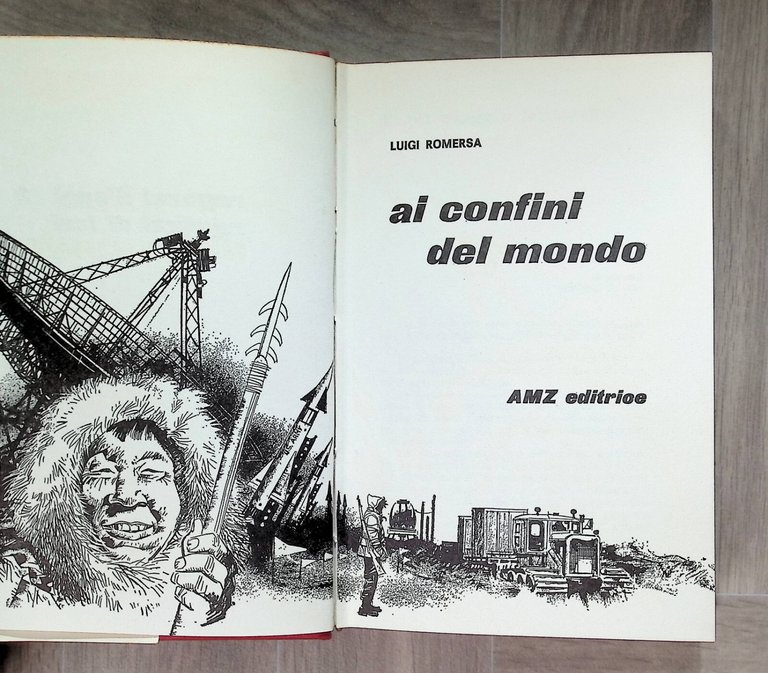 LUIGI ROMERSA
ai confini
del mondo
AMZ editrice